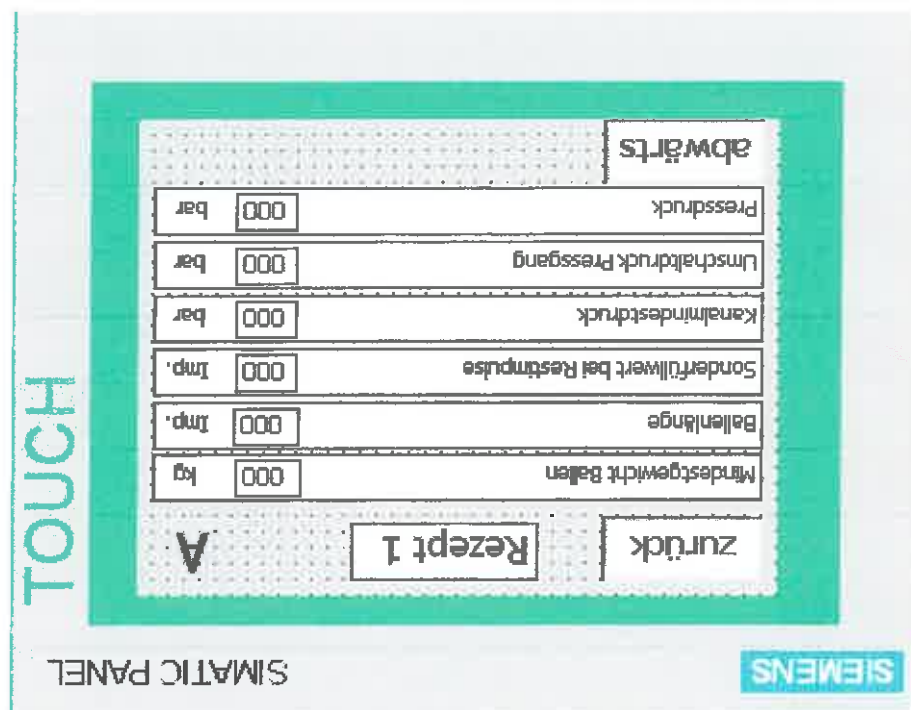 SIEMENS SIMATIC PANEL
TOUCH
zurück Rezept 1 A
Mindestgewicht Ballen 000 kg
Ballenlänge 000 Imp.
Sonderfüllwert bei Restimpulse 000 Imp.
Kanalmindestdruck 000 bar
Umschaltdruck Pressgang 000 bar
Pressdruck 000 bar
abwärts